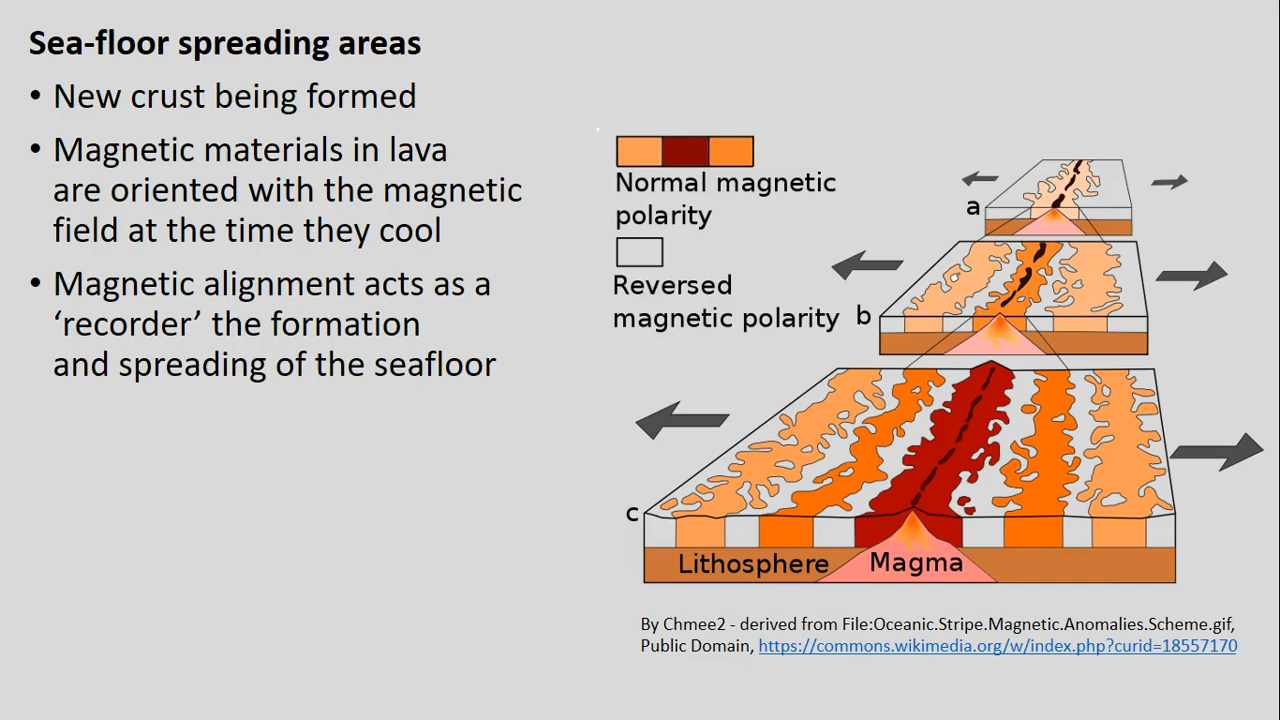 Sea-floor spreading areas
• New crust being formed
• Magnetic materials in lava
are oriented with the magnetic
field at the time they cool
• Magnetic alignment acts as a
‘recorder’ the formation
and spreading of the seafloor
Normal magnetic
polarity
Reversed
magnetic polarity
a
b
c
Lithosphere
Magma
By Chmee2 - derived from File:Oceanic.Stripe.Magnetic.Anomalies.Scheme.gif,
Public Domain, https://commons.wikimedia.org/w/index.php?curid=18557170